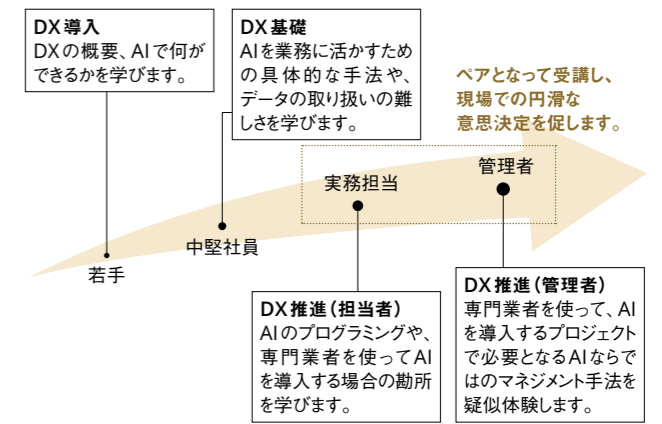 DX導入
DXの概要、AIで何が
できるかを学びます。
DX基礎
AIを業務に活かすため
の具体的な手法や、
データの取り扱いの難
しさを学びます。
ペアとなって受講し、
現場での円滑な
意思決定を促します。
管理者
実務担当
中堅社員
若手
DX推進（担当者）
AIのプログラミングや、
専門業者を使ってAI
を導入する場合の勘所
を学びます。
DX推進（管理者）
専門業者を使って、AI
を導入するプロジェクト
で必要となるAIならで
はのマネジメント手法を
疑似体験します。